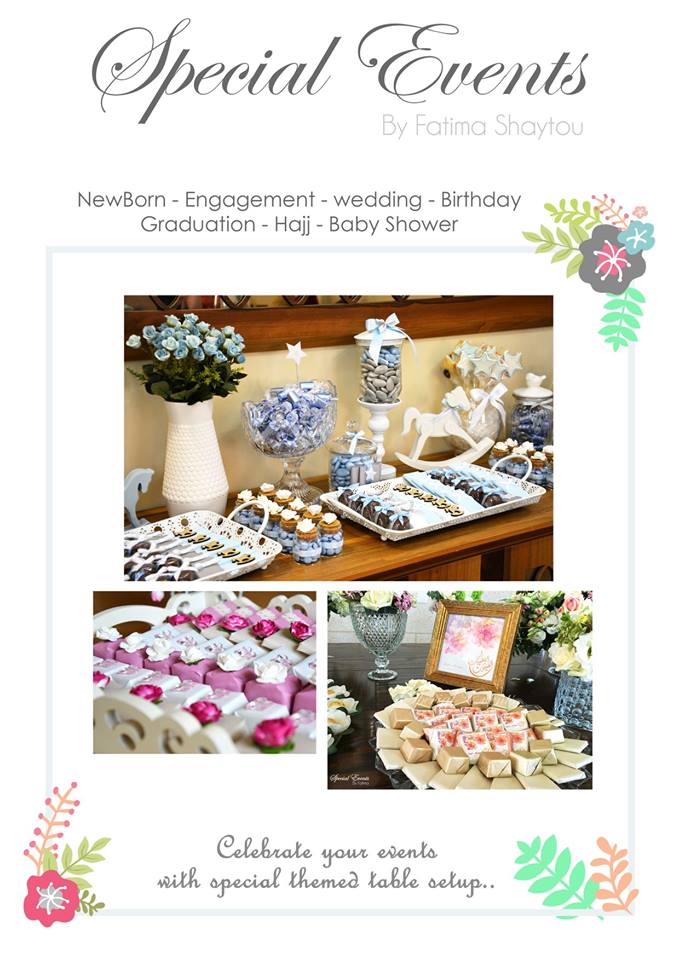 Special Events
By Fatima Shaytou
NewBorn - Engagement - wedding - Birthday
Graduation - Hajj - Baby Shower
Special Events
By Fatima
Celebrate your events
with special themed table setup..